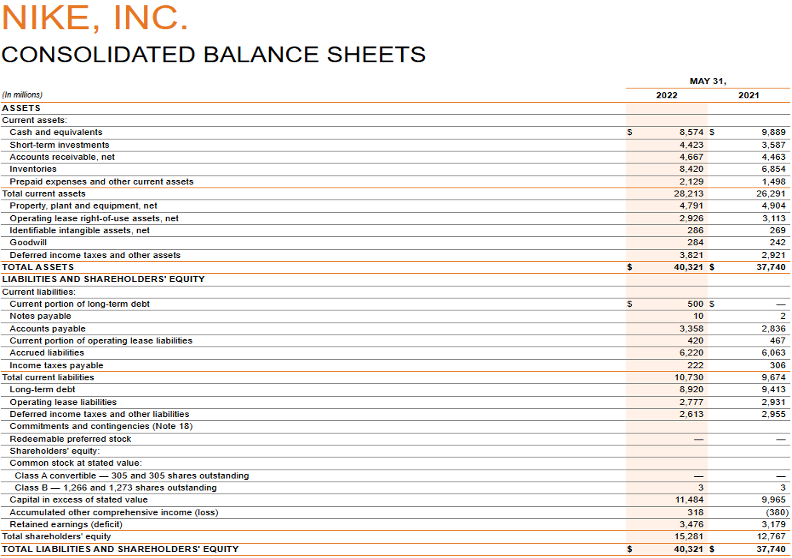 NIKE, INC.
CONSOLIDATED BALANCE SHEETS
MAY 31,
(In millions) 2022 2021
ASSETS
Current assets:
Cash and equivalents $ 8,574 $ 9,889
Short-term investments 4,423 3,587
Accounts receivable, net 4,667 4,463
Inventories 8,420 6,854
Prepaid expenses and other current assets 2,129 1,498
Total current assets 28,213 26,291
Property, plant and equipment, net 4,791 4,904
Operating lease right-of-use assets, net 2,926 3,113
Identifiable intangible assets, net 286 269
Goodwill 284 242
Deferred income taxes and other assets 3,821 2,921
TOTAL ASSETS $ 40,321 $ 37,740
LIABILITIES AND SHAREHOLDERS' EQUITY
Current liabilities:
Current portion of long-term debt $ 500 $ —
Notes payable 10 2
Accounts payable 3,358 2,836
Current portion of operating lease liabilities 420 467
Accrued liabilities 6,220 6,063
Income taxes payable 222 306
Total current liabilities 10,730 9,674
Long-term debt 8,920 9,413
Operating lease liabilities 2,777 2,931
Deferred income taxes and other liabilities 2,613 2,955
Commitments and contingencies (Note 18)
Redeemable preferred stock — —
Shareholders' equity:
Common stock at stated value:
Class A convertible — 305 and 305 shares outstanding — —
Class B — 1,266 and 1,273 shares outstanding 3 3
Capital in excess of stated value 11,484 9,965
Accumulated other comprehensive income (loss) 318 (380)
Retained earnings (deficit) 3,476 3,179
Total shareholders' equity 15,281 12,767
TOTAL LIABILITIES AND SHAREHOLDERS' EQUITY $ 40,321 $ 37,740